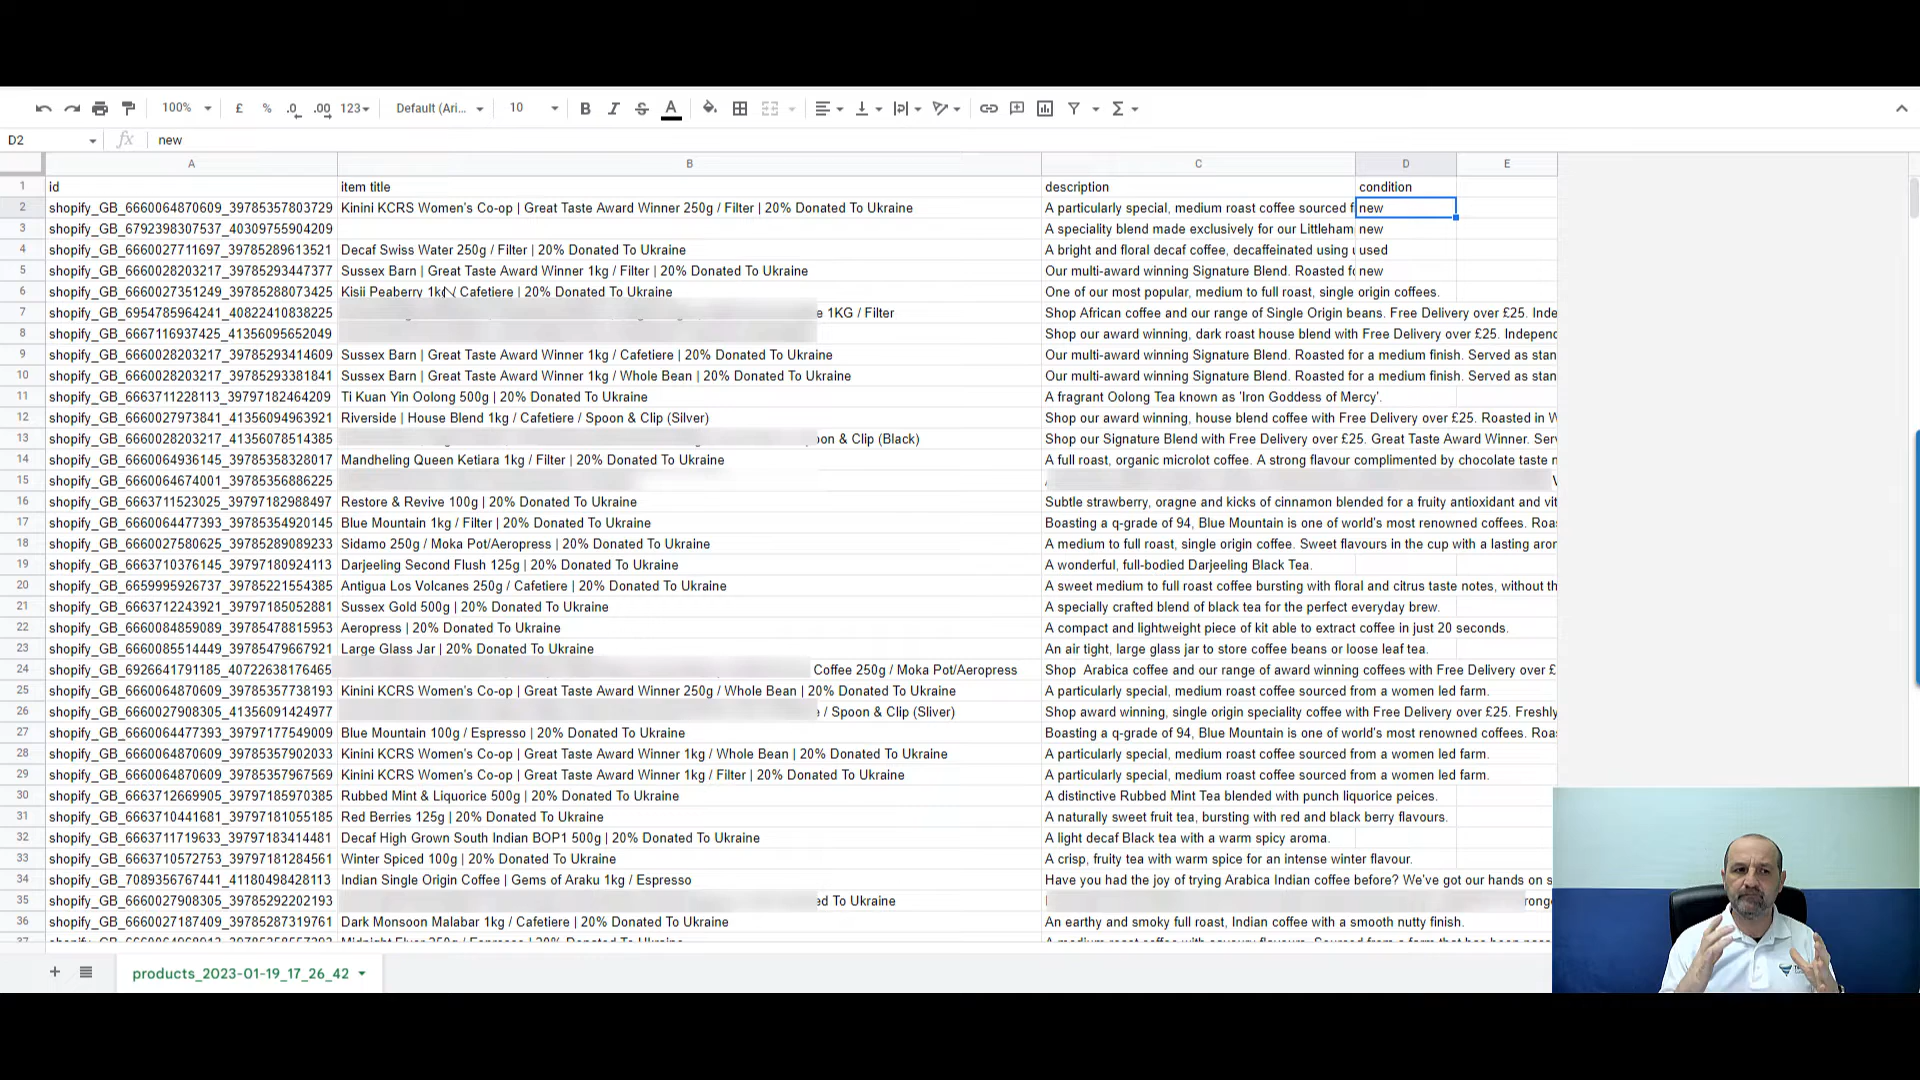 100% £ % .0 .00 123 Default (Ari... 10 B I S A
D2 fx new
A B C D E
1 id item title description condition
2 shopify_GB_6660064870609_39785357803729 Kinini KCRS Women's Co-op | Great Taste Award Winner 250g / Filter | 20% Donated To Ukraine A particularly special, medium roast coffee sourced f new
3 shopify_GB_6792398307537_40309755904209 A speciality blend made exclusively for our Littleham new
4 shopify_GB_6660027711697_39785289613521 Decaf Swiss Water 250g / Filter | 20% Donated To Ukraine A bright and floral decaf coffee, decaffeinated using used
5 shopify_GB_6660028203217_39785293447377 Sussex Barn | Great Taste Award Winner 1kg / Filter | 20% Donated To Ukraine Our multi-award winning Signature Blend. Roasted fo new
6 shopify_GB_6660027351249_39785288073425 Kisii Peaberry 1kg / Cafetiere | 20% Donated To Ukraine One of our most popular, medium to full roast, single origin coffees.
7 shopify_GB_6954785964241_40822410838225 e 1KG / Filter Shop African coffee and our range of Single Origin beans. Free Delivery over £25. Inde
8 shopify_GB_6667116937425_41356095652049 Shop our award winning, dark roast house blend with Free Delivery over £25. Independ
9 shopify_GB_6660028203217_39785293414609 Sussex Barn | Great Taste Award Winner 1kg / Cafetiere | 20% Donated To Ukraine Our multi-award winning Signature Blend. Roasted for a medium finish. Served as stan
10 shopify_GB_6660028203217_39785293381841 Sussex Barn | Great Taste Award Winner 1kg / Whole Bean | 20% Donated To Ukraine Our multi-award winning Signature Blend. Roasted for a medium finish. Served as stan
11 shopify_GB_6663711228113_39797182464209 Ti Kuan Yin Oolong 500g | 20% Donated To Ukraine A fragrant Oolong Tea known as 'Iron Goddess of Mercy'.
12 shopify_GB_6660027973841_41356094963921 Riverside | House Blend 1kg / Cafetiere / Spoon & Clip (Silver) Shop our award winning, house blend coffee with Free Delivery over £25. Roasted in W
13 shopify_GB_6660028203217_41356078514385 oon & Clip (Black) Shop our Signature Blend with Free Delivery over £25. Great Taste Award Winner. Ser
14 shopify_GB_6660064936145_39785358328017 Mandheling Queen Ketiara 1kg / Filter | 20% Donated To Ukraine A full roast, organic microlot coffee. A strong flavour complimented by chocolate taste n
15 shopify_GB_6660064674001_39785356886225
16 shopify_GB_6663711523025_39797182988497 Restore & Revive 100g | 20% Donated To Ukraine Subtle strawberry, oragne and kicks of cinnamon blended for a fruity antioxidant and vit
17 shopify_GB_6660064477393_39785354920145 Blue Mountain 1kg / Filter | 20% Donated To Ukraine Boasting a q-grade of 94, Blue Mountain is one of world's most renowned coffees. Roas
18 shopify_GB_6660027580625_39785289089233 Sidamo 250g / Moka Pot/Aeropress | 20% Donated To Ukraine A medium to full roast, single origin coffee. Sweet flavours in the cup with a lasting aror
19 shopify_GB_6663710376145_39797180924113 Darjeeling Second Flush 125g | 20% Donated To Ukraine A wonderful, full-bodied Darjeeling Black Tea.
20 shopify_GB_6659995926737_39785221554385 Antigua Los Volcanes 250g / Cafetiere | 20% Donated To Ukraine A sweet medium to full roast coffee bursting with floral and citrus taste notes, without th
21 shopify_GB_6663712243921_39797185052881 Sussex Gold 500g | 20% Donated To Ukraine A specially crafted blend of black tea for the perfect everyday brew.
22 shopify_GB_6660084859089_39785478815953 Aeropress | 20% Donated To Ukraine A compact and lightweight piece of kit able to extract coffee in just 20 seconds.
23 shopify_GB_6660085514449_39785479667921 Large Glass Jar | 20% Donated To Ukraine An air tight, large glass jar to store coffee beans or loose leaf tea.
24 shopify_GB_6926641791185_40722638176465 Coffee 250g / Moka Pot/Aeropress Shop Arabica coffee and our range of award winning coffees with Free Delivery over £
25 shopify_GB_6660064870609_39785357738193 Kinini KCRS Women's Co-op | Great Taste Award Winner 250g / Whole Bean | 20% Donated To Ukraine A particularly special, medium roast coffee sourced from a women led farm.
26 shopify_GB_6660027908305_41356091424977 / Spoon & Clip (Sliver) Shop award winning, single origin speciality coffee with Free Delivery over £25. Freshly
27 shopify_GB_6660064477393_39797177549009 Blue Mountain 100g / Espresso | 20% Donated To Ukraine Boasting a q-grade of 94, Blue Mountain is one of world's most renowned coffees. Roas
28 shopify_GB_6660064870609_39785357902033 Kinini KCRS Women's Co-op | Great Taste Award Winner 1kg / Whole Bean | 20% Donated To Ukraine A particularly special, medium roast coffee sourced from a women led farm.
29 shopify_GB_6660064870609_39785357967569 Kinini KCRS Women's Co-op | Great Taste Award Winner 1kg / Filter | 20% Donated To Ukraine A particularly special, medium roast coffee sourced from a women led farm.
30 shopify_GB_6663712669905_39797185970385 Rubbed Mint & Liquorice 500g | 20% Donated To Ukraine A distinctive Rubbed Mint Tea blended with punch liquorice peices.
31 shopify_GB_6663710441681_39797181055185 Red Berries 125g | 20% Donated To Ukraine A naturally sweet fruit tea, bursting with red and black berry flavours.
32 shopify_GB_6663711719633_39797183414481 Decaf High Grown South Indian BOP1 500g | 20% Donated To Ukraine A light decaf Black tea with a warm spicy aroma.
33 shopify_GB_6663710572753_39797181284561 Winter Spiced 100g | 20% Donated To Ukraine A crisp, fruity tea with warm spice for an intense winter flavour.
34 shopify_GB_7089356767441_41180498428113 Indian Single Origin Coffee | Gems of Araku 1kg / Espresso Have you had the joy of trying Arabica Indian coffee before? We've got our hands on s
35 shopify_GB_6660027908305_39785292202193 ed To Ukraine ronge
36 shopify_GB_6660027187409_39785287319761 Dark Monsoon Malabar 1kg / Cafetiere | 20% Donated To Ukraine An earthy and smoky full roast, Indian coffee with a smooth nutty finish.
products_2023-01-19_17_26_42